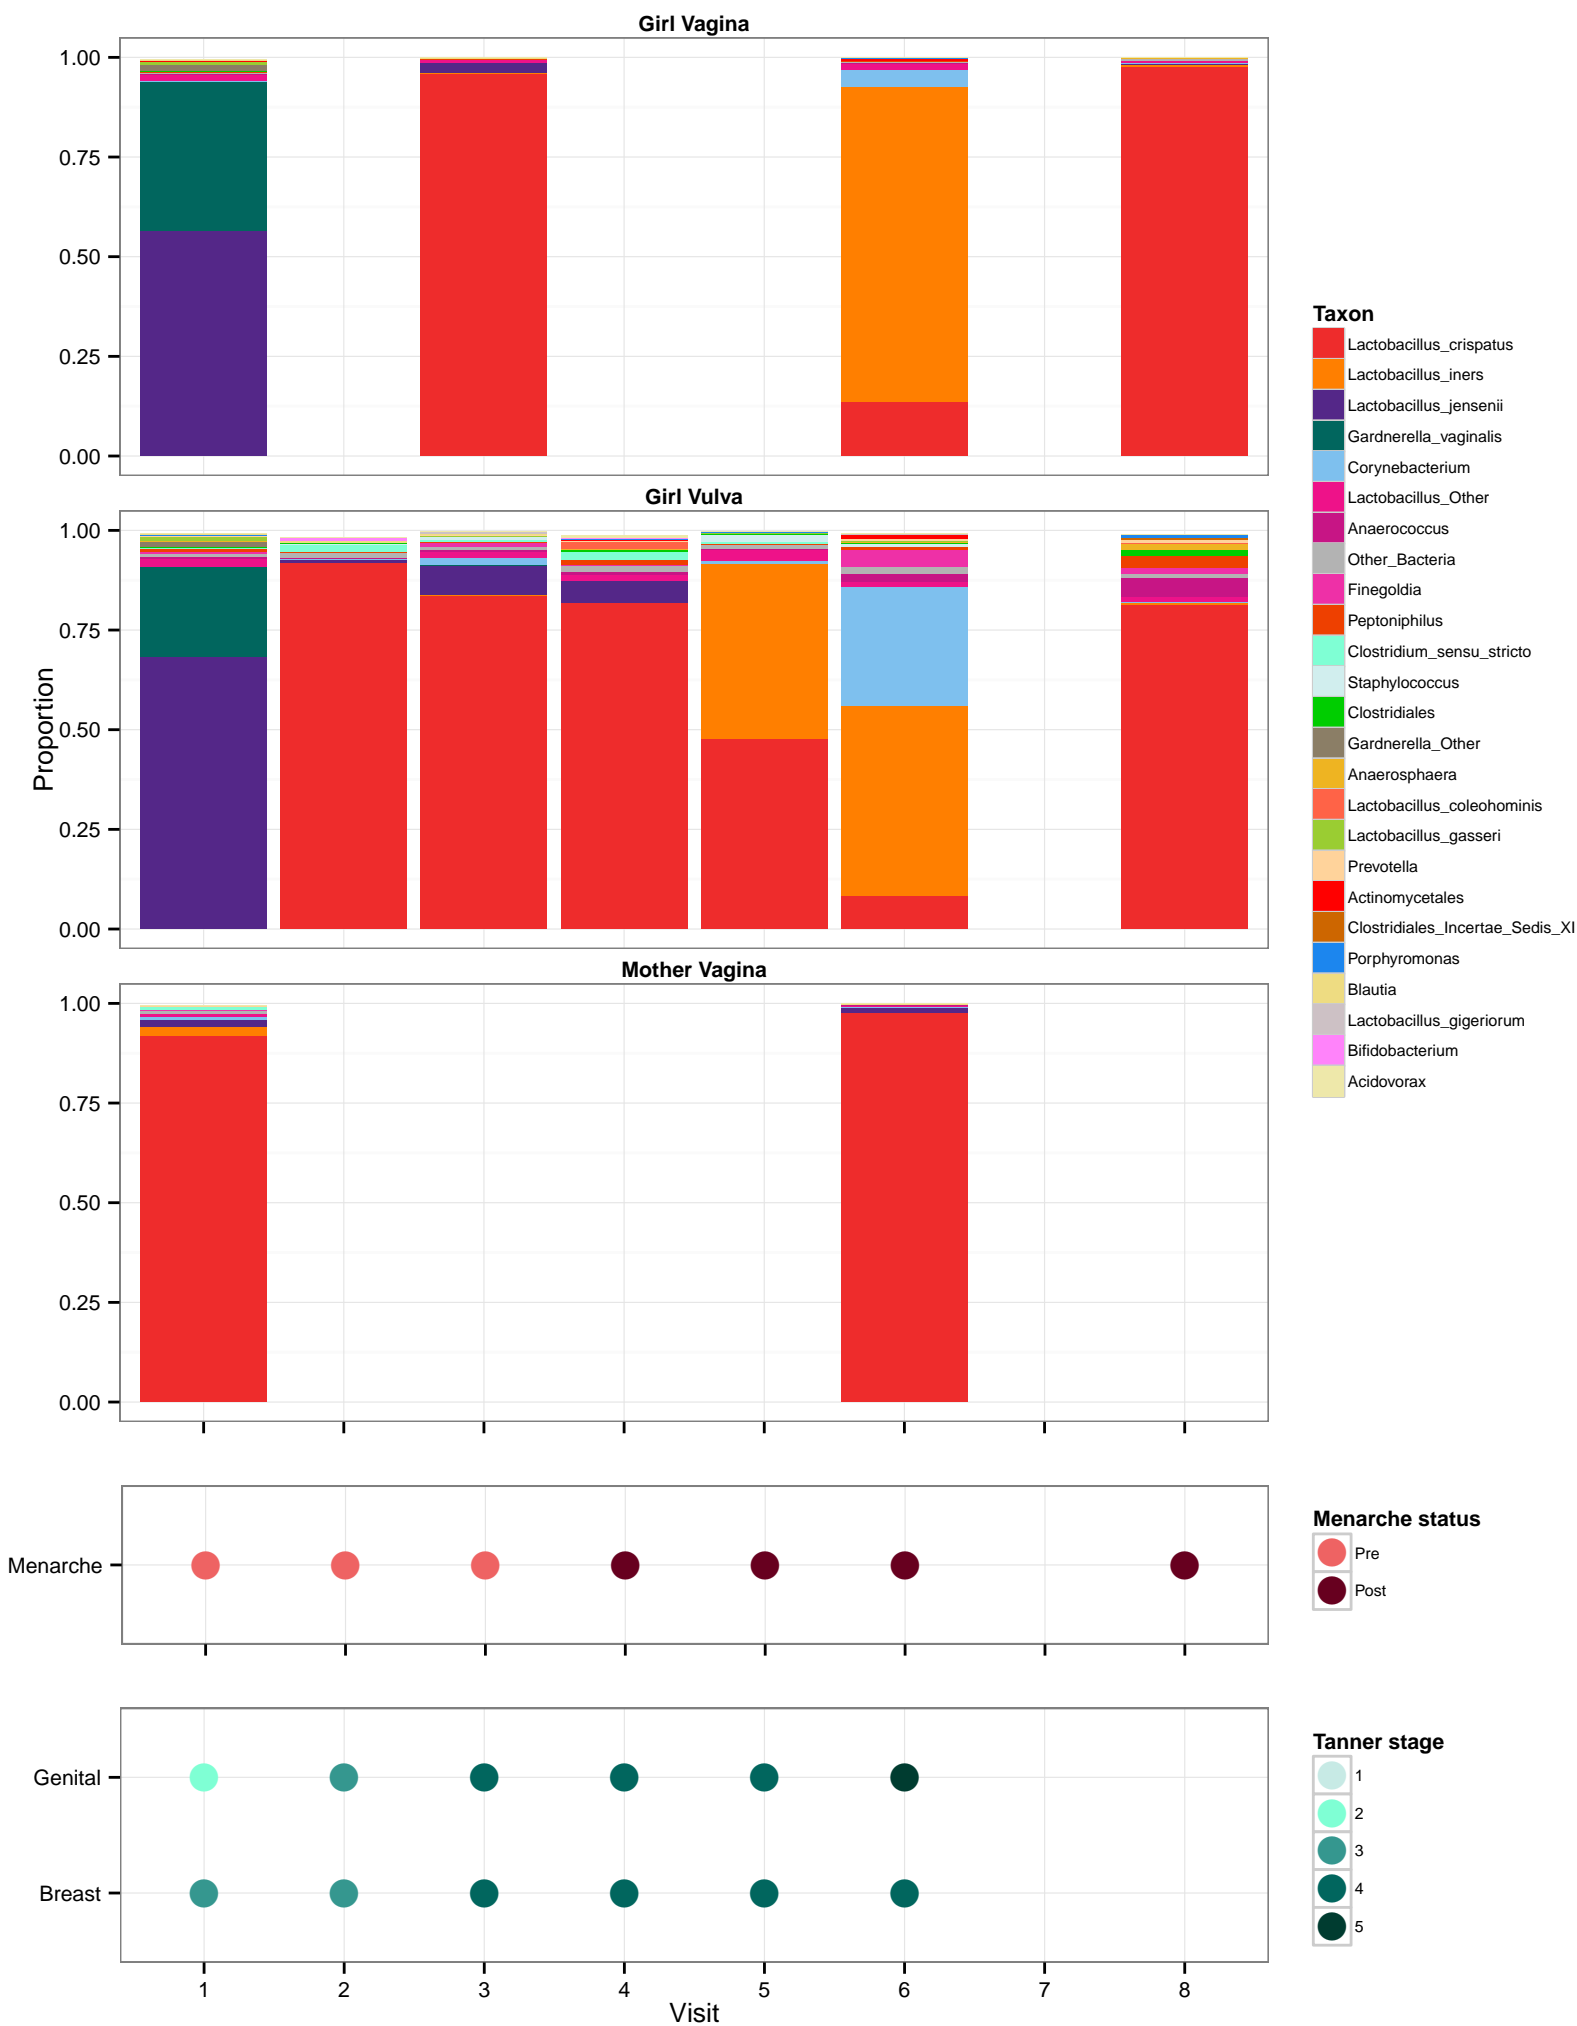 Girl Vagina
1.00
0.75
0.50
0.25
0.00
Girl Vulva
1.00
0.75
0.50
0.25
0.00
Proportion
Mother Vagina
1.00
0.75
0.50
0.25
0.00
Taxon
Lactobacillus_crispatus
Lactobacillus_iners
Lactobacillus_jensenii
Gardnerella_vaginalis
Corynebacterium
Lactobacillus_Other
Anaerococcus
Other_Bacteria
Finegoldia
Peptoniphilus
Clostridium_sensu_stricto
Staphylococcus
Clostridiales
Gardnerella_Other
Anaerosphaera
Lactobacillus_coleohominis
Lactobacillus_gasseri
Prevotella
Actinomycetales
Clostridiales_Incertae_Sedis_XI
Porphyromonas
Blautia
Lactobacillus_gigeriorum
Bifidobacterium
Acidovorax
Menarche
Menarche status
Pre
Post
Genital
Breast
Tanner stage
1
2
3
4
5
1 2 3 4 5 6 7 8
Visit